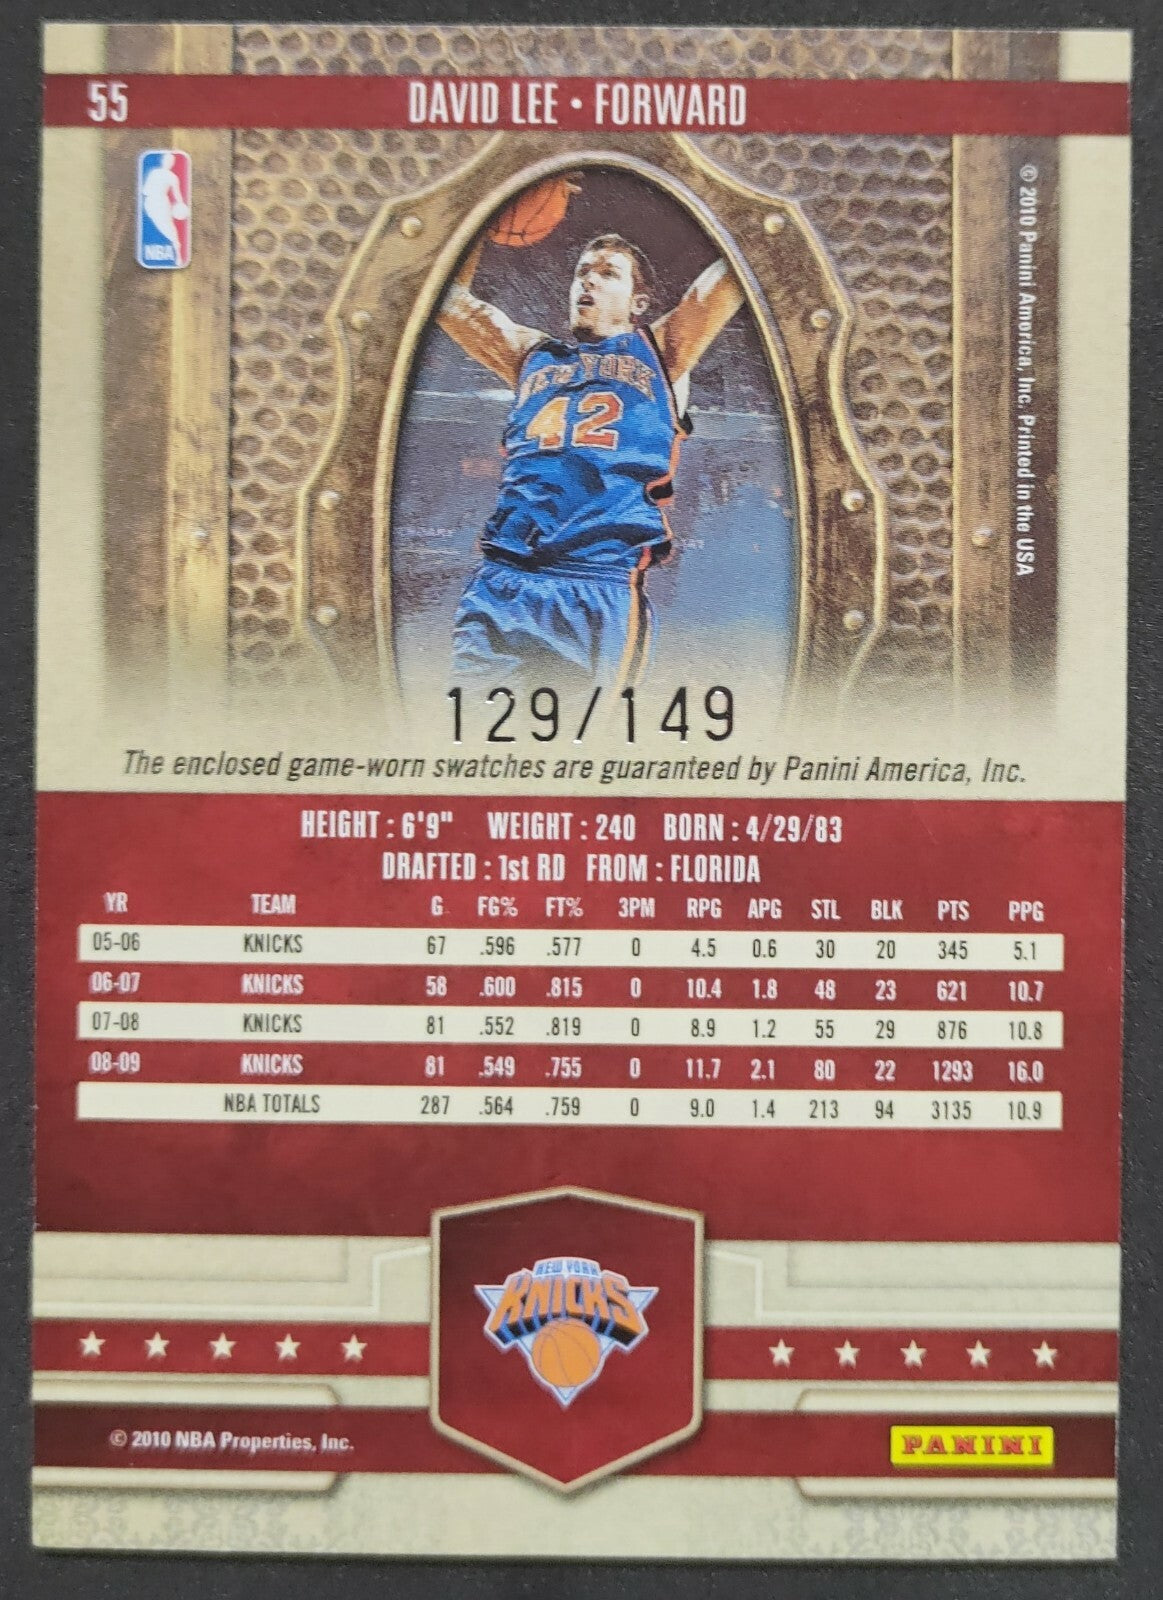 55 DAVID LEE • FORWARD
NBA
© 2010 Panini America, Inc. Printed in the USA
NEW YORK
42
129/149
The enclosed game-worn swatches are guaranteed by Panini America, Inc.
HEIGHT : 6'9" WEIGHT : 240 BORN : 4/29/83
DRAFTED : 1st RD FROM : FLORIDA
YR TEAM G FG% FT% 3PM RPG APG STL BLK PTS PPG
05-06 KNICKS 67 .596 .577 0 4.5 0.6 30 20 345 5.1
06-07 KNICKS 58 .600 .815 0 10.4 1.8 48 23 621 10.7
07-08 KNICKS 81 .552 .819 0 8.9 1.2 55 29 876 10.8
08-09 KNICKS 81 .549 .755 0 11.7 2.1 80 22 1293 16.0
NBA TOTALS 287 .564 .759 0 9.0 1.4 213 94 3135 10.9
NEW YORK
KNICKS
© 2010 NBA Properties, Inc.
PANINI